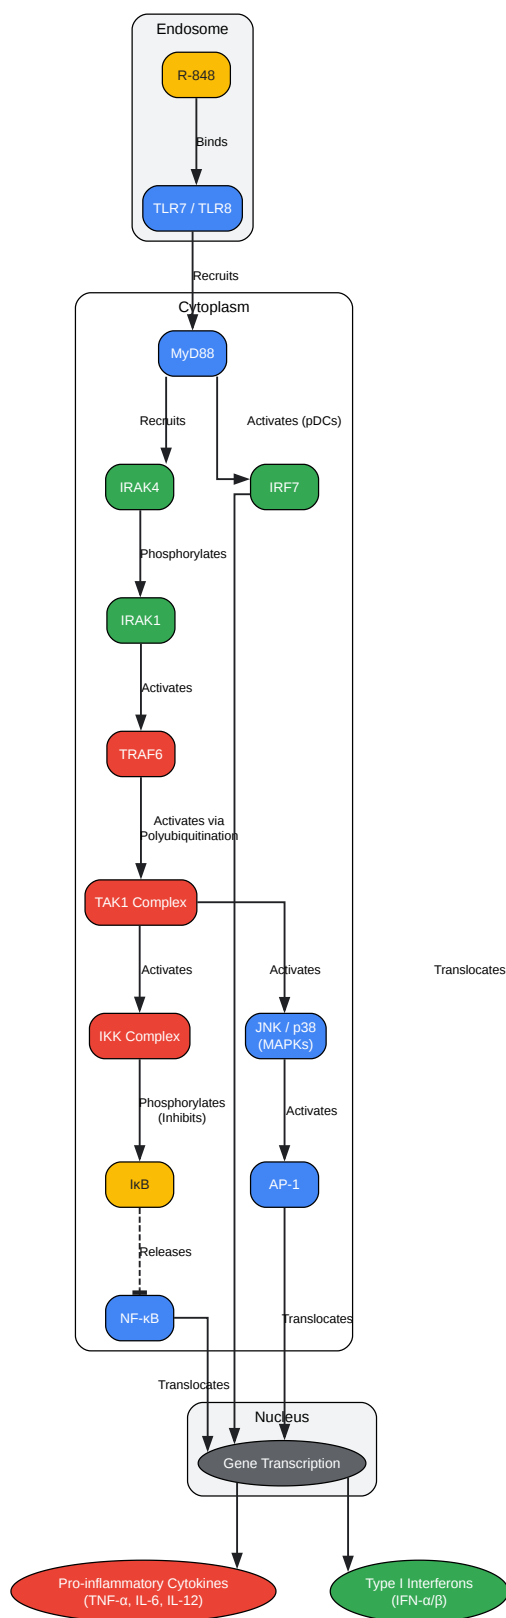 Endosome
R-848
Binds
TLR7 / TLR8
Recruits
Cytoplasm
MyD88
Recruits
Activates (pDCs)
IRAK4
IRF7
Phosphorylates
IRAK1
Activates
TRAF6
Activates via
Polyubiquitination
TAK1 Complex
Activates
Activates
Translocates
IKK Complex
JNK / p38
(MAPKs)
Phosphorylates
(Inhibits)
Activates
IκB
AP-1
Releases
NF-κB
Translocates
Translocates
Nucleus
Gene Transcription
Pro-inflammatory Cytokines
(TNF-α, IL-6, IL-12)
Type I Interferons
(IFN-α/β)